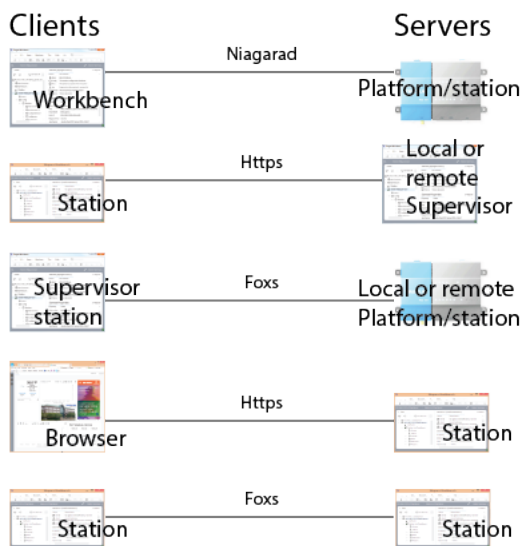 Clients
Servers
Niagarad
Workbench
Platform/station
Https
Station
Local or
remote
Supervisor
Foxs
Supervisor
station
Local or remote
Platform/station
Https
Browser
Station
Foxs
Station
Station